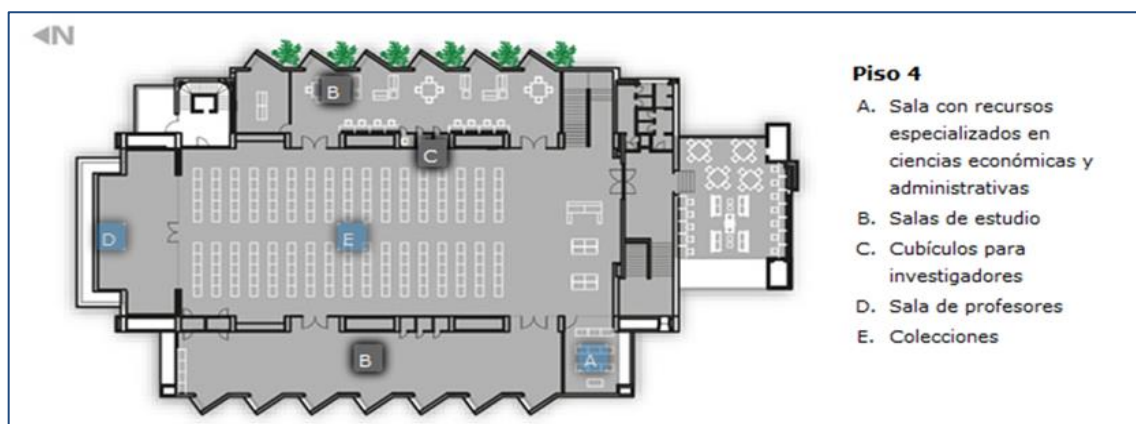 N
Piso 4
A. Sala con recursos
especializados en
ciencias económicas y
administrativas
B. Salas de estudio
C. Cubículos para
investigadores
D. Sala de profesores
E. Colecciones
B
C
D
E
B
A